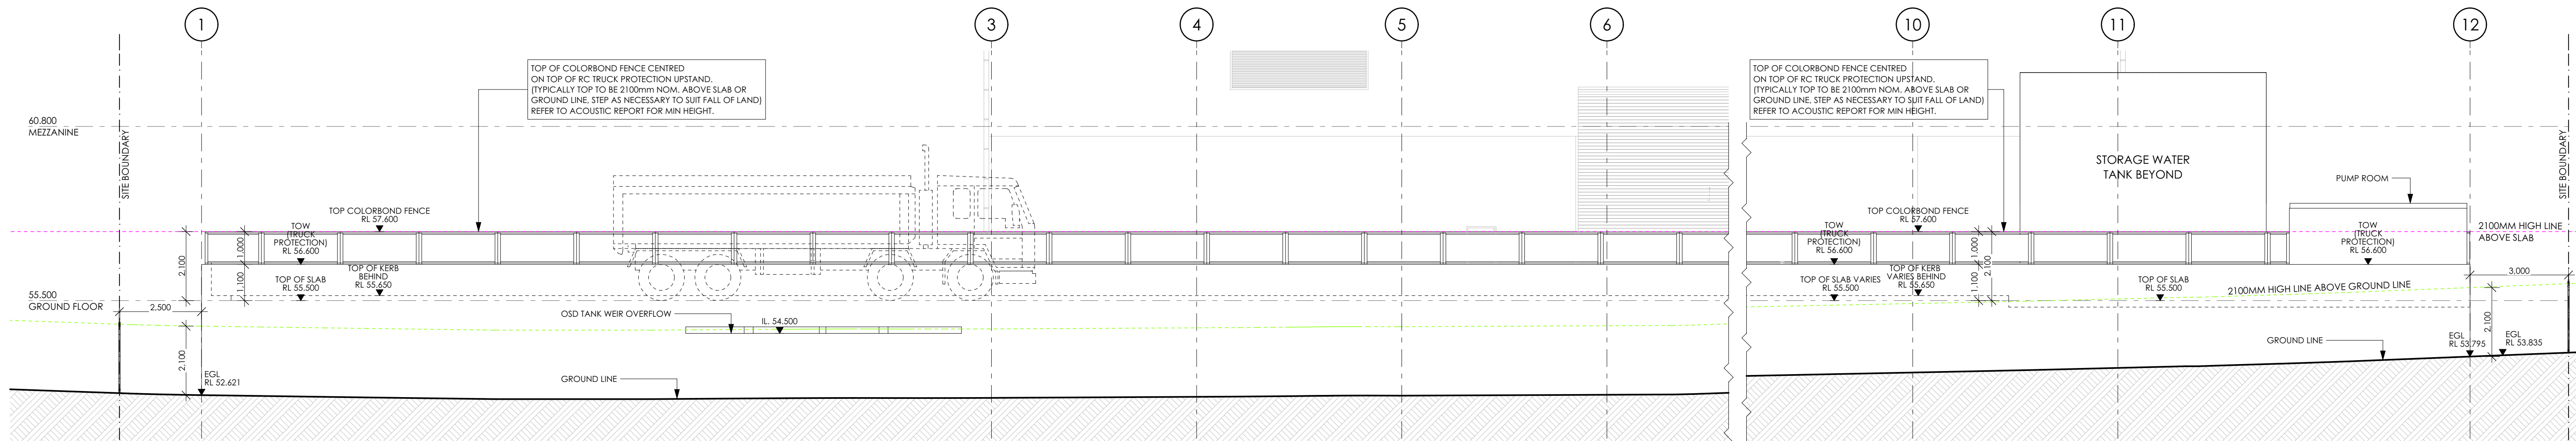 1
3
4
5
6
10
11
12
TOP OF COLORBOND FENCE CENTRED
ON TOP OF RC TRUCK PROTECTION UPSTAND.
(TYPICALLY TOP TO BE 2100mm NOM. ABOVE SLAB OR
GROUND LINE, STEP AS NECESSARY TO SUIT FALL OF LAND)
REFER TO ACOUSTIC REPORT FOR MIN HEIGHT.
TOP OF COLORBOND FENCE CENTRED
ON TOP OF RC TRUCK PROTECTION UPSTAND.
(TYPICALLY TOP TO BE 2100mm NOM. ABOVE SLAB OR
GROUND LINE, STEP AS NECESSARY TO SUIT FALL OF LAND)
REFER TO ACOUSTIC REPORT FOR MIN HEIGHT.
60.800
MEZZANINE
SITE BOUNDARY
SITE BOUNDARY
STORAGE WATER
TANK BEYOND
PUMP ROOM
TOP COLORBOND FENCE
RL 57.600
TOW
(TRUCK
PROTECTION)
RL 56.600
TOP OF SLAB
RL 55.500
TOP OF KERB
BEHIND
RL 55.650
2,100
1,000
1,100
55.500
GROUND FLOOR
2,500
2,100
EGL
RL 52.621
OSD TANK WEIR OVERFLOW
IL. 54.500
GROUND LINE
TOP COLORBOND FENCE
RL 57.600
TOW
(TRUCK
PROTECTION)
RL 56.600
TOP OF SLAB VARIES
RL 55.500
TOP OF KERB
VARIES BEHIND
RL 55.650
1,000
1,100
2,100
TOW
(TRUCK
PROTECTION)
RL 56.600
TOP OF SLAB
RL 55.500
2100MM HIGH LINE
ABOVE SLAB
3,000
2100MM HIGH LINE ABOVE GROUND LINE
2,100
GROUND LINE
EGL
RL 53.795
EGL
RL 53.835